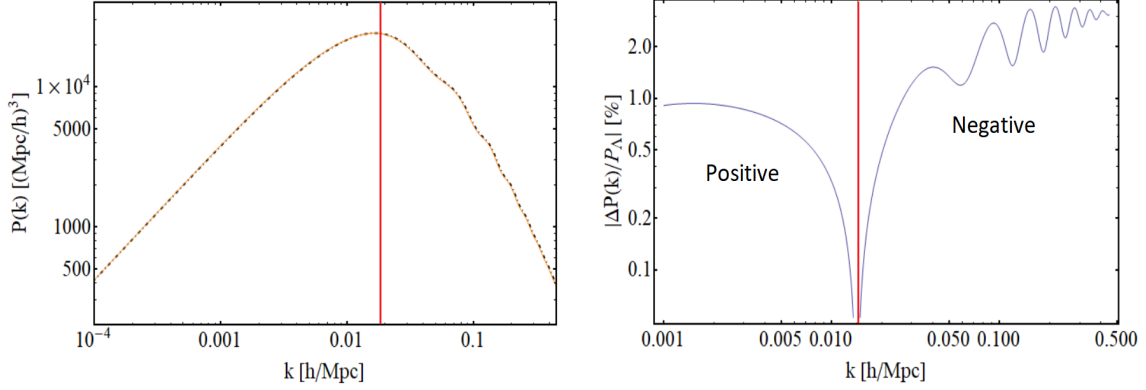 P(k) [(Mpc/h)³]
1×10⁴
5000
1000
500
10⁻⁴ 0.001 0.01 0.1
k [h/Mpc]
|ΔP(k)/P_Λ| [%]
2.0
1.0
0.5
0.2
0.1
Positive
Negative
0.001 0.005 0.010 0.050 0.100 0.500
k [h/Mpc]